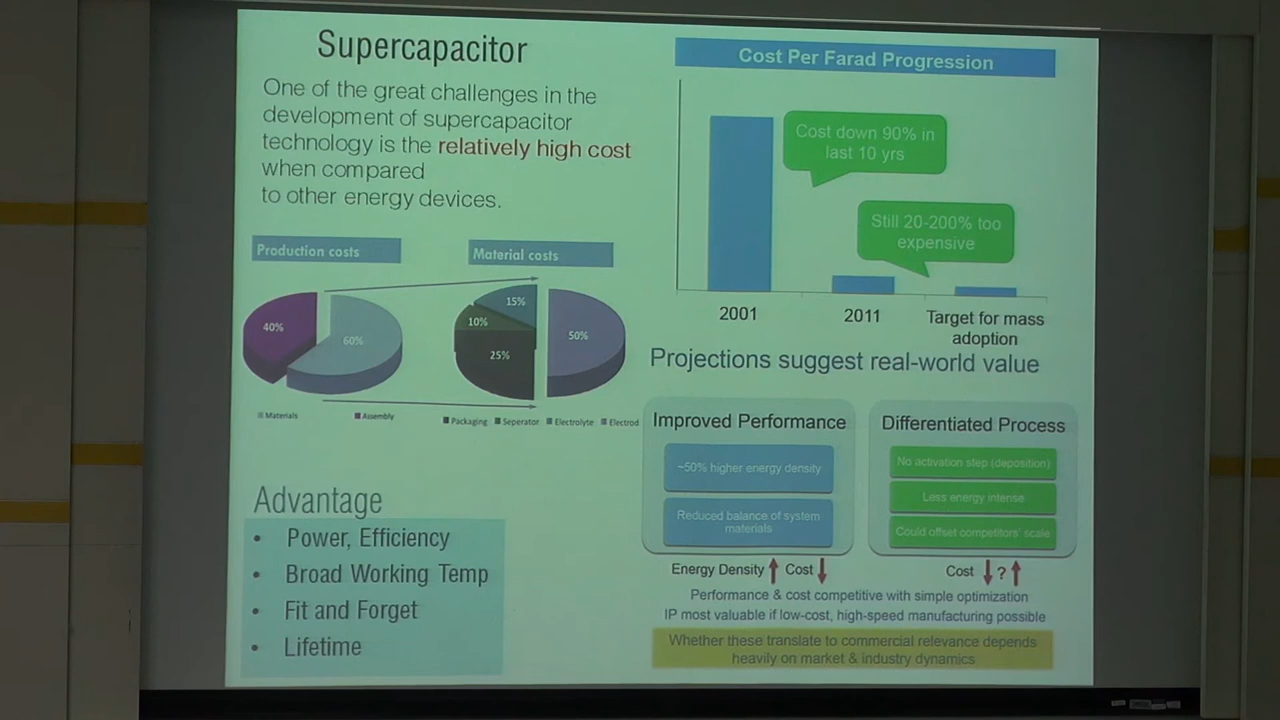 Supercapacitor
One of the great challenges in the
development of supercapacitor
technology is the relatively high cost
when compared
to other energy devices.
Production costs
Material costs
40%
60%
15%
10%
25%
50%
Materials
Assembly
Packaging
Seperator
Electrolyte
Electrod
Advantage
• Power, Efficiency
• Broad Working Temp
• Fit and Forget
• Lifetime
Cost Per Farad Progression
Cost down 90% in
last 10 yrs
Still 20-200% too
expensive
2001
2011
Target for mass
adoption
Projections suggest real-world value
Improved Performance
~50% higher energy density
Reduced balance of system
materials
Differentiated Process
No activation step (deposition)
Less energy intense
Could offset competitors' scale
Energy Density ↑ Cost ↓
Cost ↓ ? ↑
Performance & cost competitive with simple optimization
IP most valuable if low-cost, high-speed manufacturing possible
Whether these translate to commercial relevance depends
heavily on market & industry dynamics